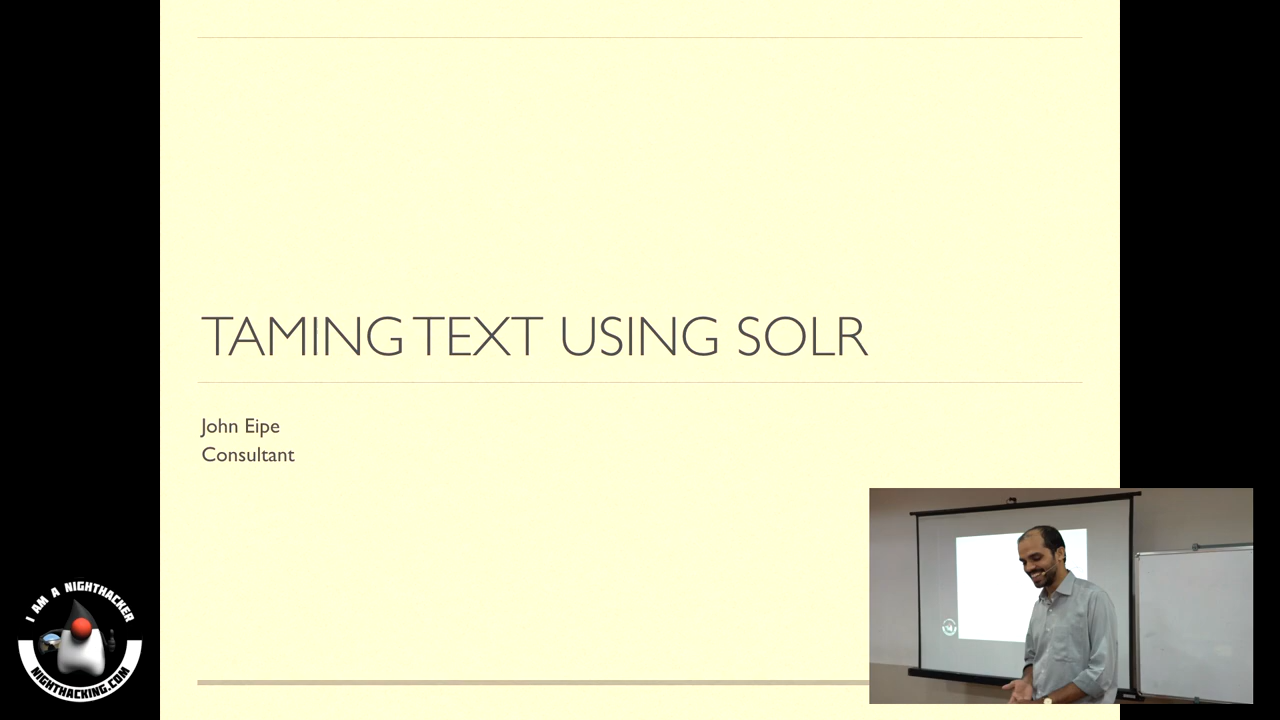 TAMING TEXT USING SOLR
John Eipe
Consultant
I AM A NIGHTHACKER
NIGHTHACKING.COM